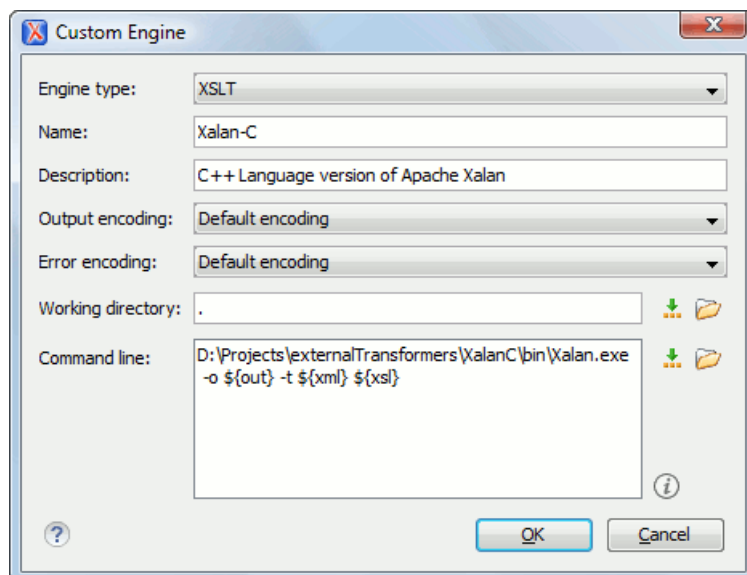 Custom Engine
Engine type: XSLT
Name: Xalan-C
Description: C++ Language version of Apache Xalan
Output encoding: Default encoding
Error encoding: Default encoding
Working directory: .
Command line: D:\Projects\externalTransformers\XalanC\bin\Xalan.exe
-o ${out} -t ${xml} ${xsl}
OK Cancel